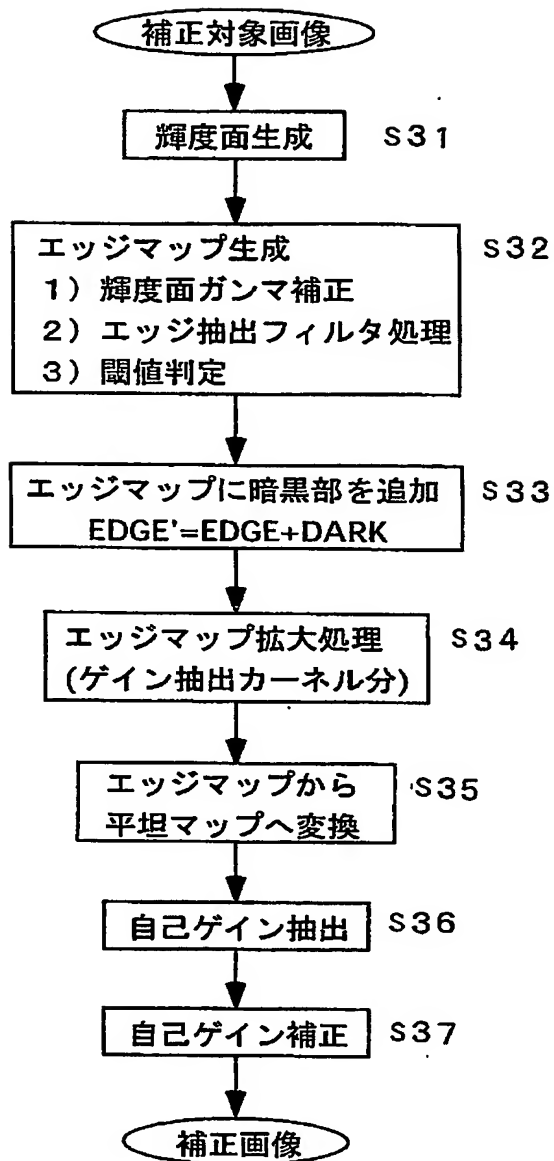 補正対象画像
輝度面生成 S31
エッジマップ生成 S32
1) 輝度面ガンマ補正
2) エッジ抽出フィルタ処理
3) 閾値判定
エッジマップに暗黒部を追加 S33
EDGE'=EDGE+DARK
エッジマップ拡大処理 S34
(ゲイン抽出カーネル分)
エッジマップから S35
平坦マップへ変換
自己ゲイン抽出 S36
自己ゲイン補正 S37
補正画像